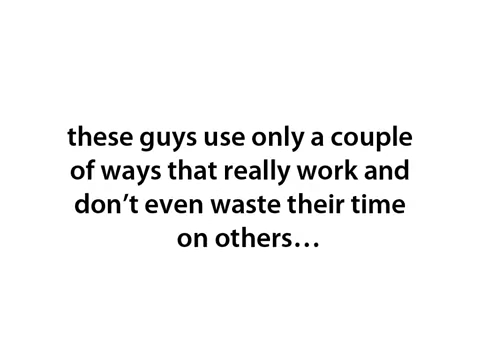 these guys use only a couple
of ways that really work and
don’t even waste their time
on others…